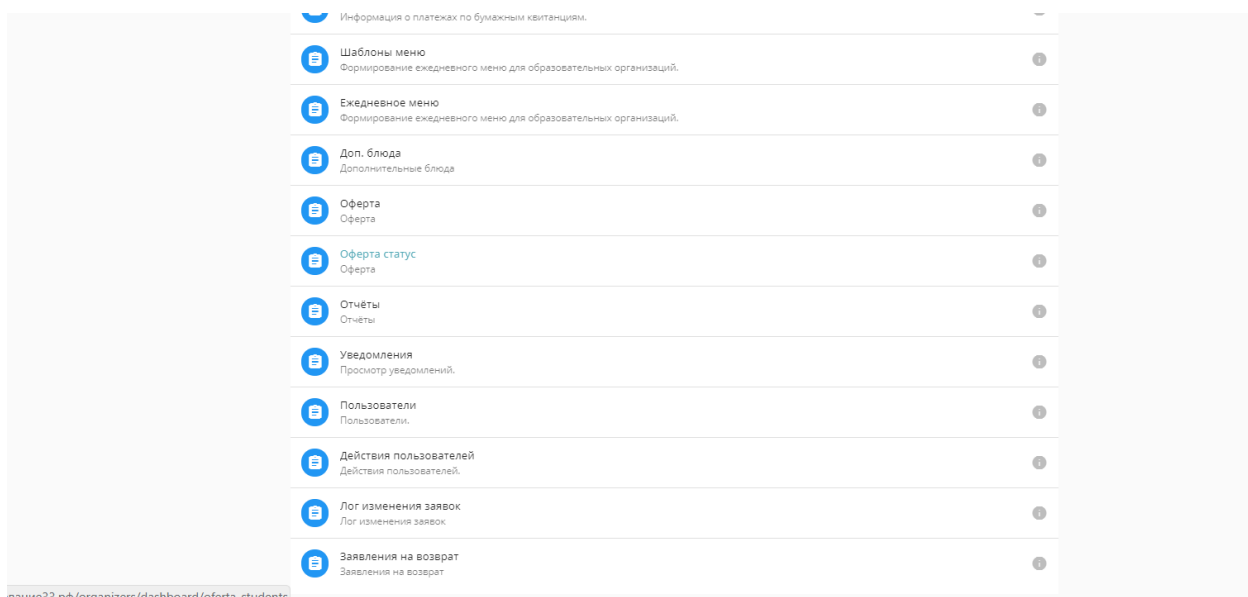 Информация о платежах по бумажным квитанциям.
Шаблоны меню
Формирование ежедневного меню для образовательных организаций.
Ежедневное меню
Формирование ежедневного меню для образовательных организаций.
Доп. блюда
Дополнительные блюда
Оферта
Оферта
Оферта статус
Оферта
Отчёты
Отчёты
Уведомления
Просмотр уведомлений.
Пользователи
Пользователи.
Действия пользователей
Действия пользователей.
Лог изменения заявок
Лог изменения заявок
Заявления на возврат
Заявления на возврат
33.рф/organizers/dashboard/oferta_students